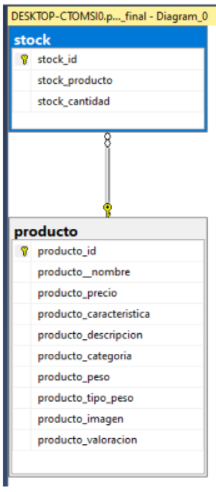 DESKTOP-CTOMSI0.p..._final - Diagram_0
stock
stock_id
stock_producto
stock_cantidad
producto
producto_id
producto__nombre
producto_precio
producto_caracteristica
producto_descripcion
producto_categoria
producto_peso
producto_tipo_peso
producto_imagen
producto_valoracion